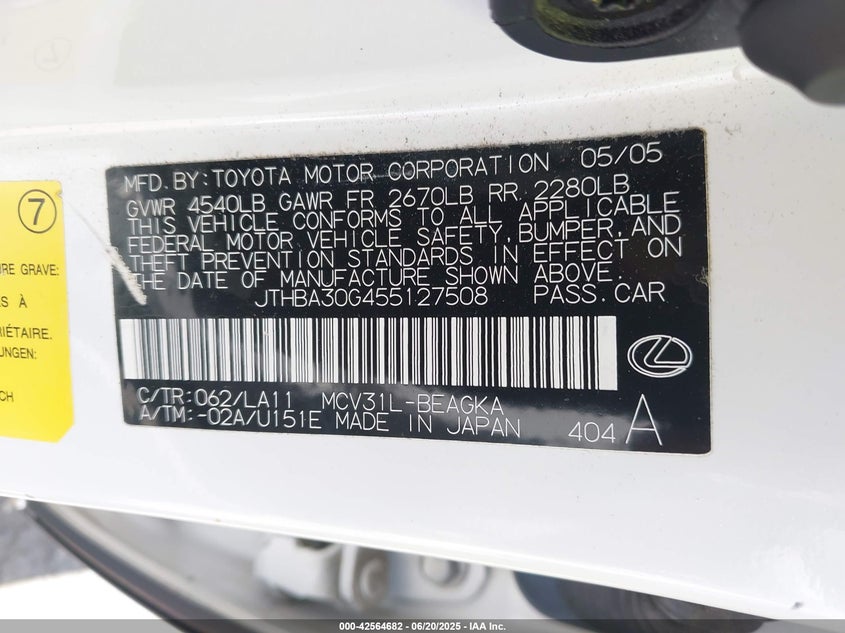 MFD. BY: TOYOTA MOTOR CORPORATION 05/05
GVWR 4540LB GAWR FR 2670LB RR 2280LB
THIS VEHICLE CONFORMS TO ALL APPLICABLE
FEDERAL MOTOR VEHICLE SAFETY, BUMPER, AND
THEFT PREVENTION STANDARDS IN EFFECT ON
THE DATE OF MANUFACTURE SHOWN ABOVE.
JTHBA30G455127508 PASS. CAR
C/TR: 062/LA11 MCV31L-BEAGKA
A/TM: -02A/U151E MADE IN JAPAN
404 A
7
URE GRAVE:
S À
RIÉTAIRE.
UNGEN:
CH
000-42564682 / 06/20/2025 — IAA Inc.